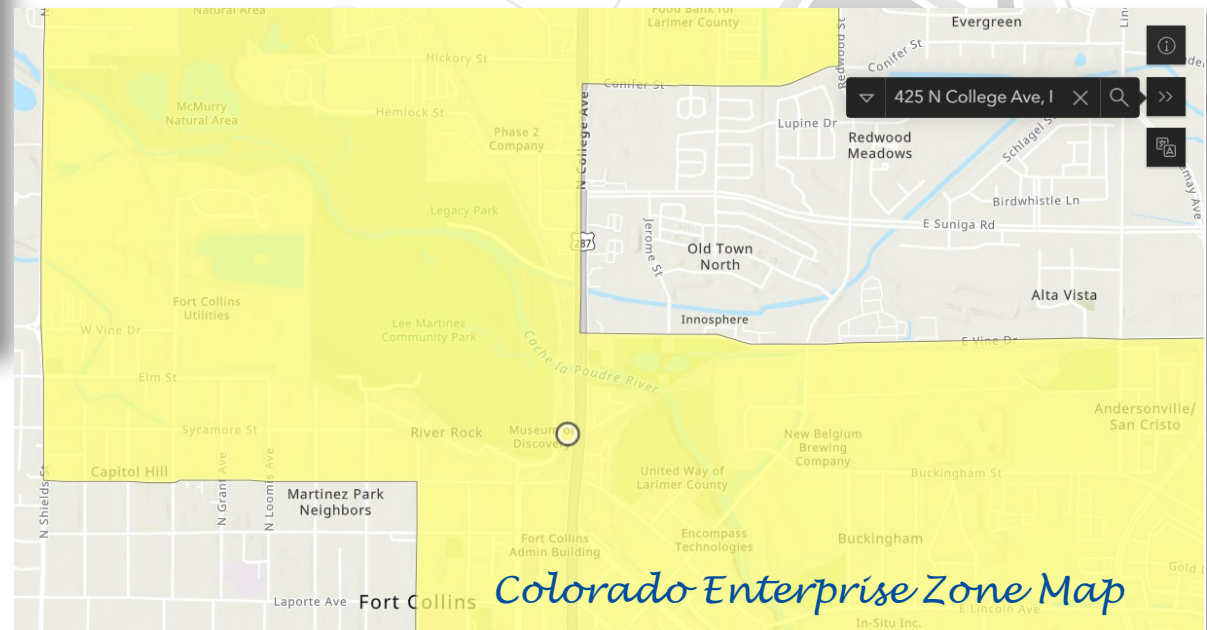 Natural Area
Food Bank for
Larimer County
Evergreen
Redwood St
Conifer St
Hickory St
Conifer St
425 N College Ave, F
McMurry
Natural Area
Hemlock St
N College Ave
Lupine Dr
Redwood
Meadows
Schlagel St
Phase 2
Company
Birdwhistle Ln
Legacy Park
E Suniga Rd
Jerome St
287
Old Town
North
Alta Vista
Fort Collins
Utilities
Innosphere
W Vine Dr
Lee Martinez
Community Park
E Vine Dr
Cache la Poudre River
Elm St
Andersonville/
San Cristo
Sycamore St
River Rock
Museum of
Discovery
New Belgium
Brewing
Company
Capitol Hill
United Way of
Larimer County
Buckingham St
N Shields St
N Grant Ave
N Loomis Ave
Martinez Park
Neighbors
Fort Collins
Admin Building
Encompass
Technologies
Buckingham
Laporte Ave
Fort Collins
Colorado Enterprise Zone Map
E Lincoln Ave
In-Situ Inc.